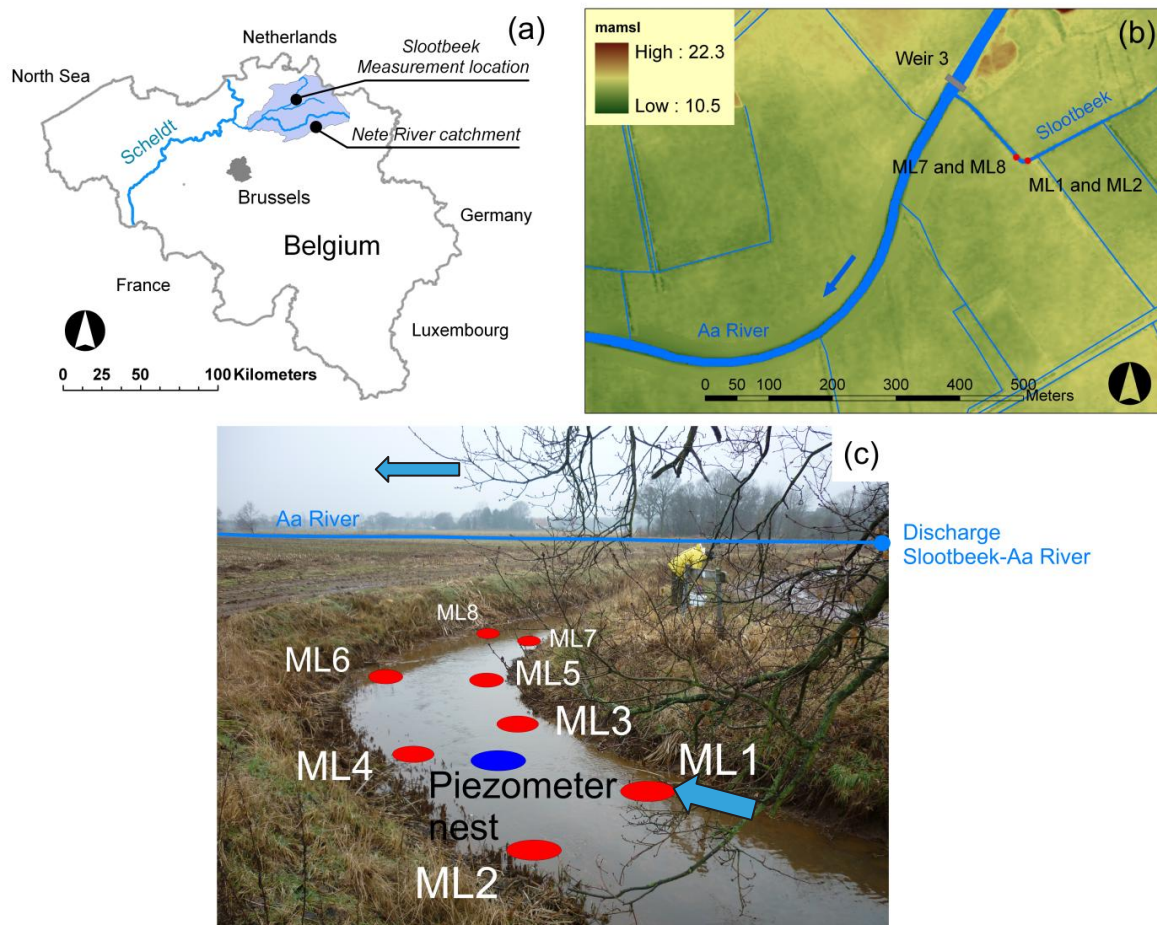 (a)
Netherlands
Slootbeek
Measurement location
North Sea
Nete River catchment
Scheldt
Brussels
Germany
Belgium
France
Luxembourg
0 25 50 100 Kilometers
(b)
mamsl
High : 22.3
Low : 10.5
Weir 3
Slootbeek
ML7 and ML8
ML1 and ML2
Aa River
0 50 100 200 300 400 500
Meters
(c)
Aa River
Discharge
Slootbeek-Aa River
ML8
ML7
ML6
ML5
ML3
ML4
ML1
Piezometer
nest
ML2